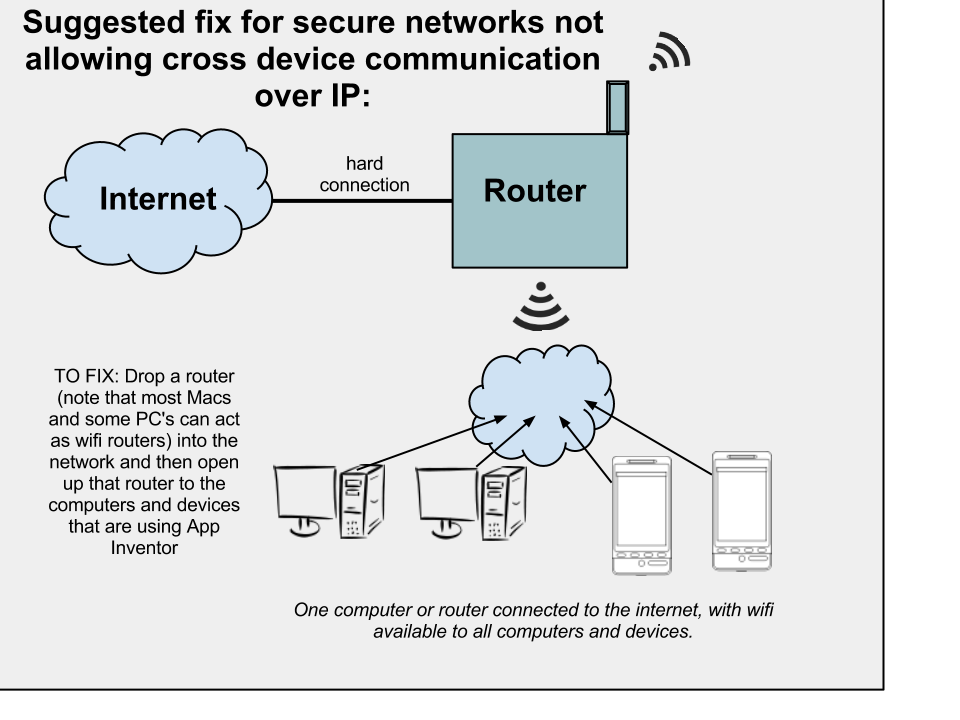 Suggested fix for secure networks not
allowing cross device communication
over IP:
hard
connection
Internet
Router
TO FIX: Drop a router
(note that most Macs
and some PC's can act
as wifi routers) into the
network and then open
up that router to the
computers and devices
that are using App
Inventor
One computer or router connected to the internet, with wifi
available to all computers and devices.